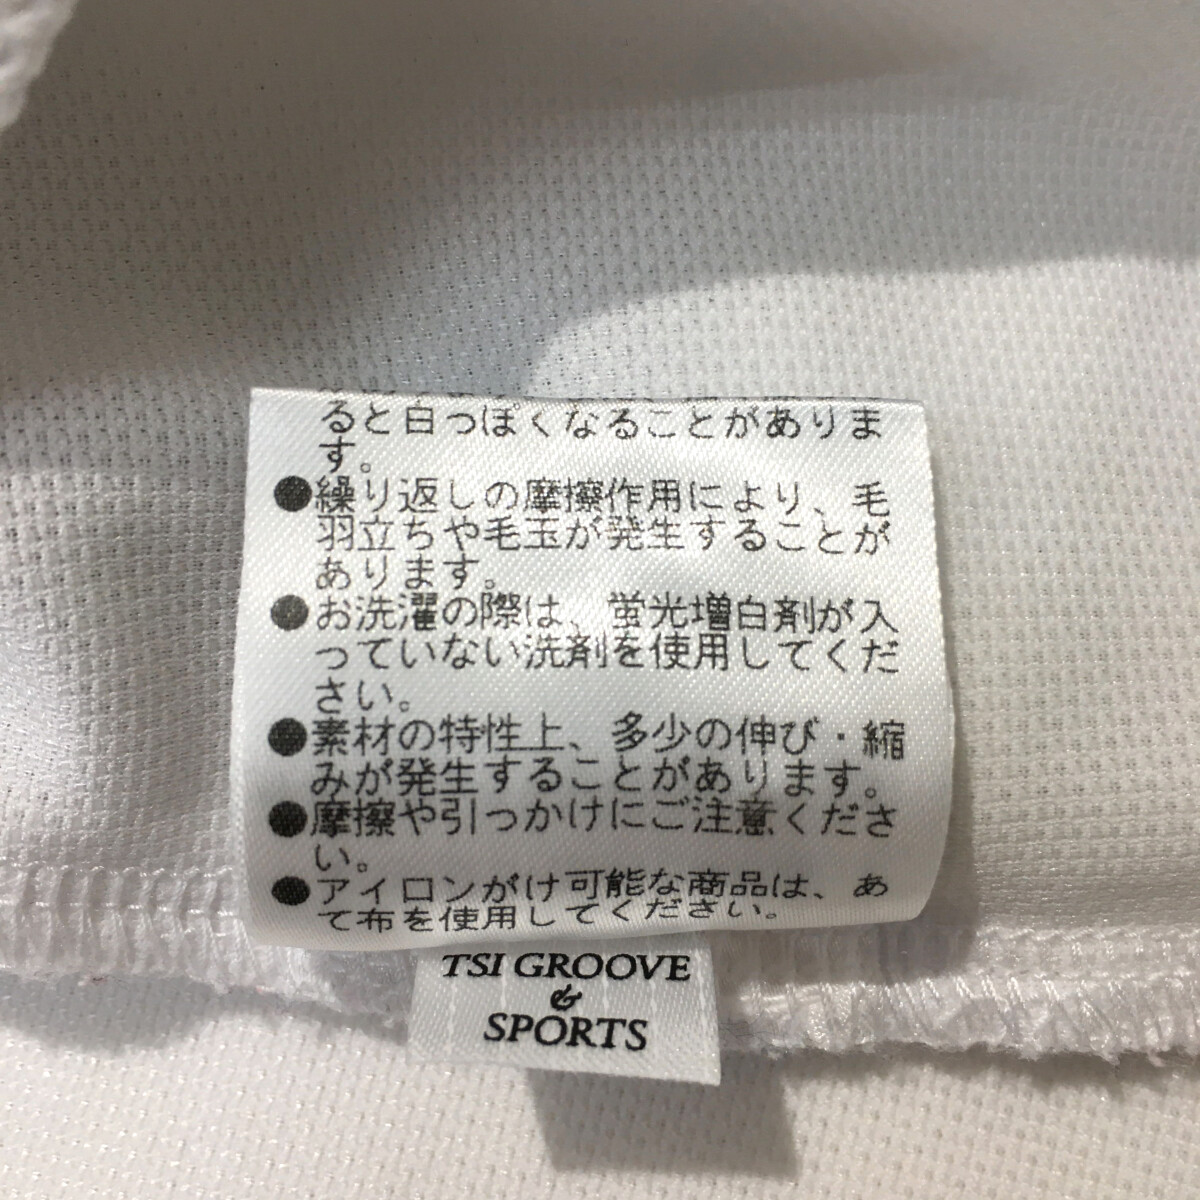 ると白っぽくなることがありま
す。
●繰り返しの摩擦作用により、毛
羽立ちや毛玉が発生することが
あります。
●お洗濯の際は、蛍光増白剤が入
っていない洗剤を使用してくだ
さい。
●素材の特性上、多少の伸び・縮
みが発生することがあります。
●摩擦や引っかけにご注意くださ
い。
●アイロンがけ可能な商品は、あ
て布を使用してください。
TSI GROOVE
&
SPORTS